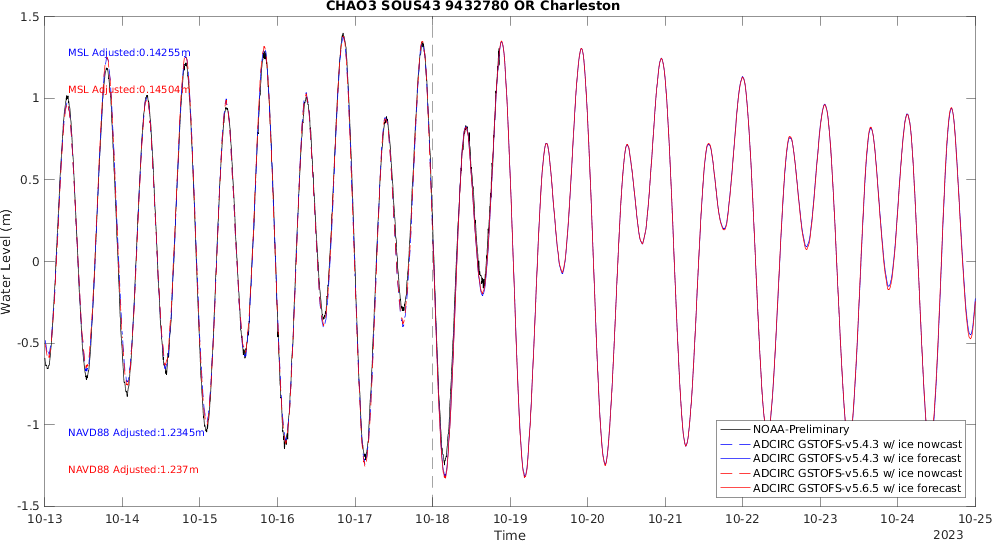 CHAO3 SOUS43 9432780 OR Charleston
Water Level (m)
1.5
1
0.5
0
-0.5
-1
-1.5
MSL Adjusted:0.14255m
MSL Adjusted:0.14504m
NAVD88 Adjusted:1.2345m
NAVD88 Adjusted:1.237m
NOAA-Preliminary
ADCIRC GSTOFS-v5.4.3 w/ ice nowcast
ADCIRC GSTOFS-v5.4.3 w/ ice forecast
ADCIRC GSTOFS-v5.6.5 w/ ice nowcast
ADCIRC GSTOFS-v5.6.5 w/ ice forecast
10-13 10-14 10-15 10-16 10-17 10-18 10-19 10-20 10-21 10-22 10-23 10-24 10-25
Time
2023